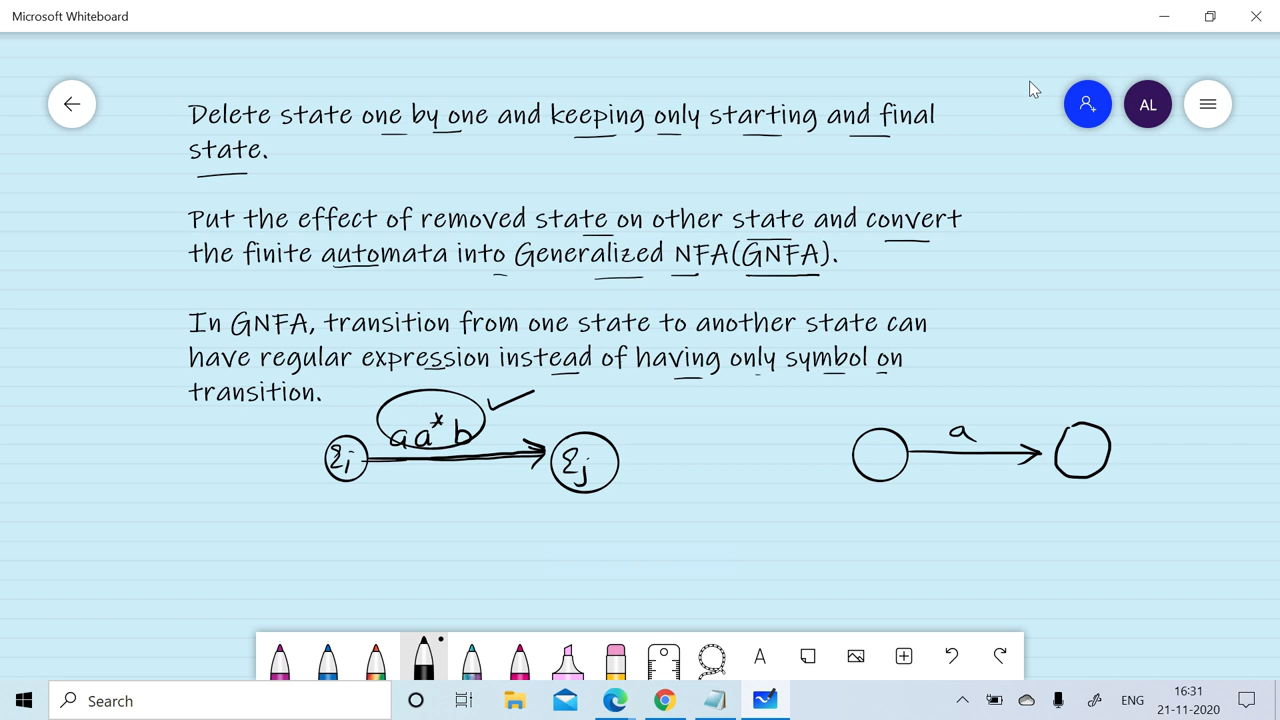 Microsoft Whiteboard
AL
Delete state one by one and keeping only starting and final
state.
Put the effect of removed state on other state and convert
the finite automata into Generalized NFA(GNFA).
In GNFA, transition from one state to another state can
have regular expression instead of having only symbol on
transition.
aa*b
a
qi
qj
A
Search
ENG
16:31
21-11-2020